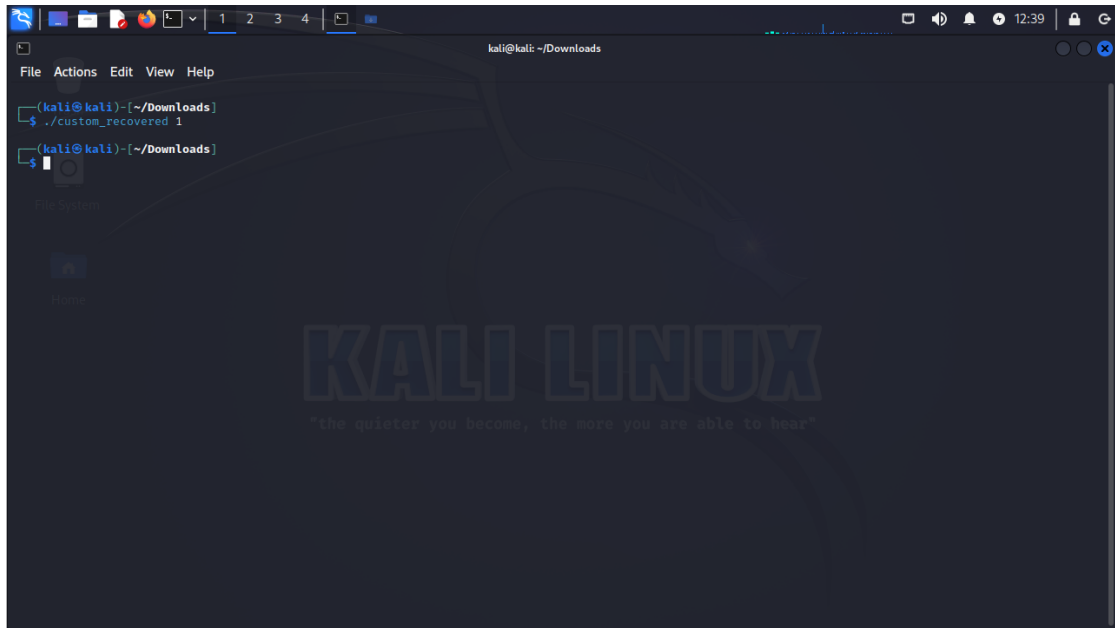 1 2 3 4
12:39
kali@kali: ~/Downloads
File Actions Edit View Help
┌──(kali㉿kali)-[~/Downloads]
└─$ ./custom_recovered 1
┌──(kali㉿kali)-[~/Downloads]
└─$
File System
Home
KALI LINUX
"the quieter you become, the more you are able to hear"